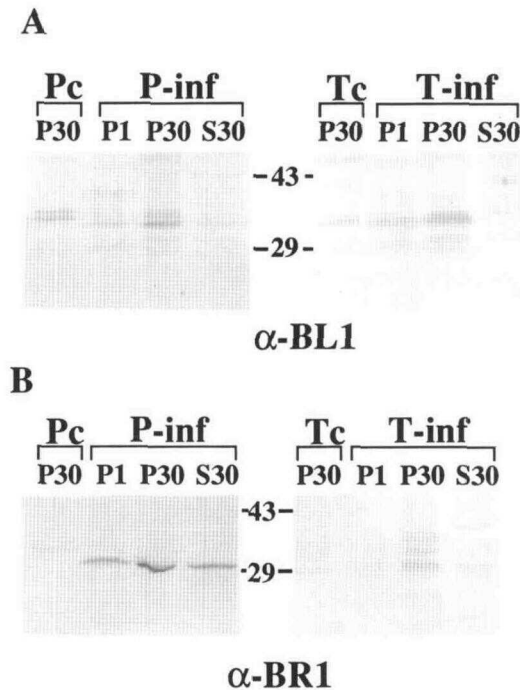 A
Pc P-inf Tc T-inf
P30 P1 P30 S30 P30 P1 P30 S30
–43–
–29–
α-BL1
B
Pc P-inf Tc T-inf
P30 P1 P30 S30 P30 P1 P30 S30
-43–
-29–
α-BR1